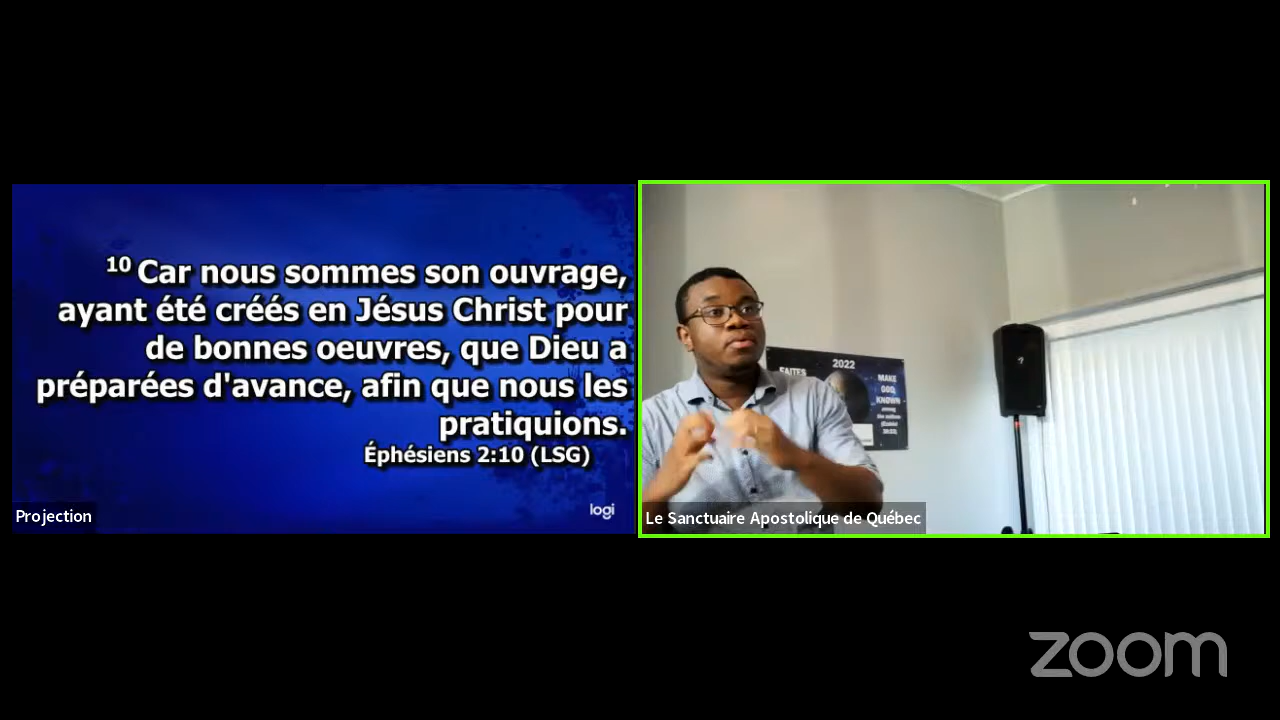 10 Car nous sommes son ouvrage,
ayant été créés en Jésus Christ pour
de bonnes oeuvres, que Dieu a
préparées d'avance, afin que nous les
pratiquions.
Éphésiens 2:10 (LSG)
logi
Projection
FAITES
2022
MAKE
GOD
KNOWN
Le Sanctuaire Apostolique de Québec
zoom